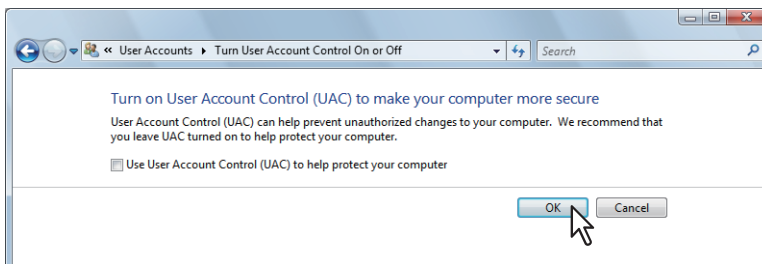 « User Accounts ▸ Turn User Account Control On or Off Search
Turn on User Account Control (UAC) to make your computer more secure
User Account Control (UAC) can help prevent unauthorized changes to your computer. We recommend that
you leave UAC turned on to help protect your computer.
Use User Account Control (UAC) to help protect your computer
OK Cancel